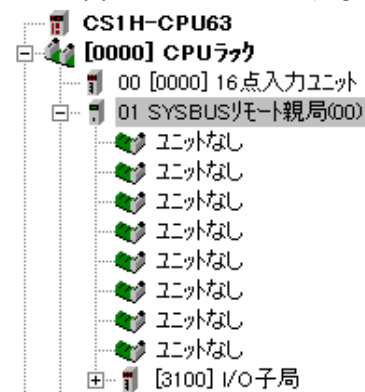 CS1H-CPU63
[0000] CPUラック
00 [0000] 16点入力ユニット
01 SYSBUSリモート親局(00)
ユニットなし
ユニットなし
ユニットなし
ユニットなし
ユニットなし
ユニットなし
ユニットなし
ユニットなし
[3100] I/O子局